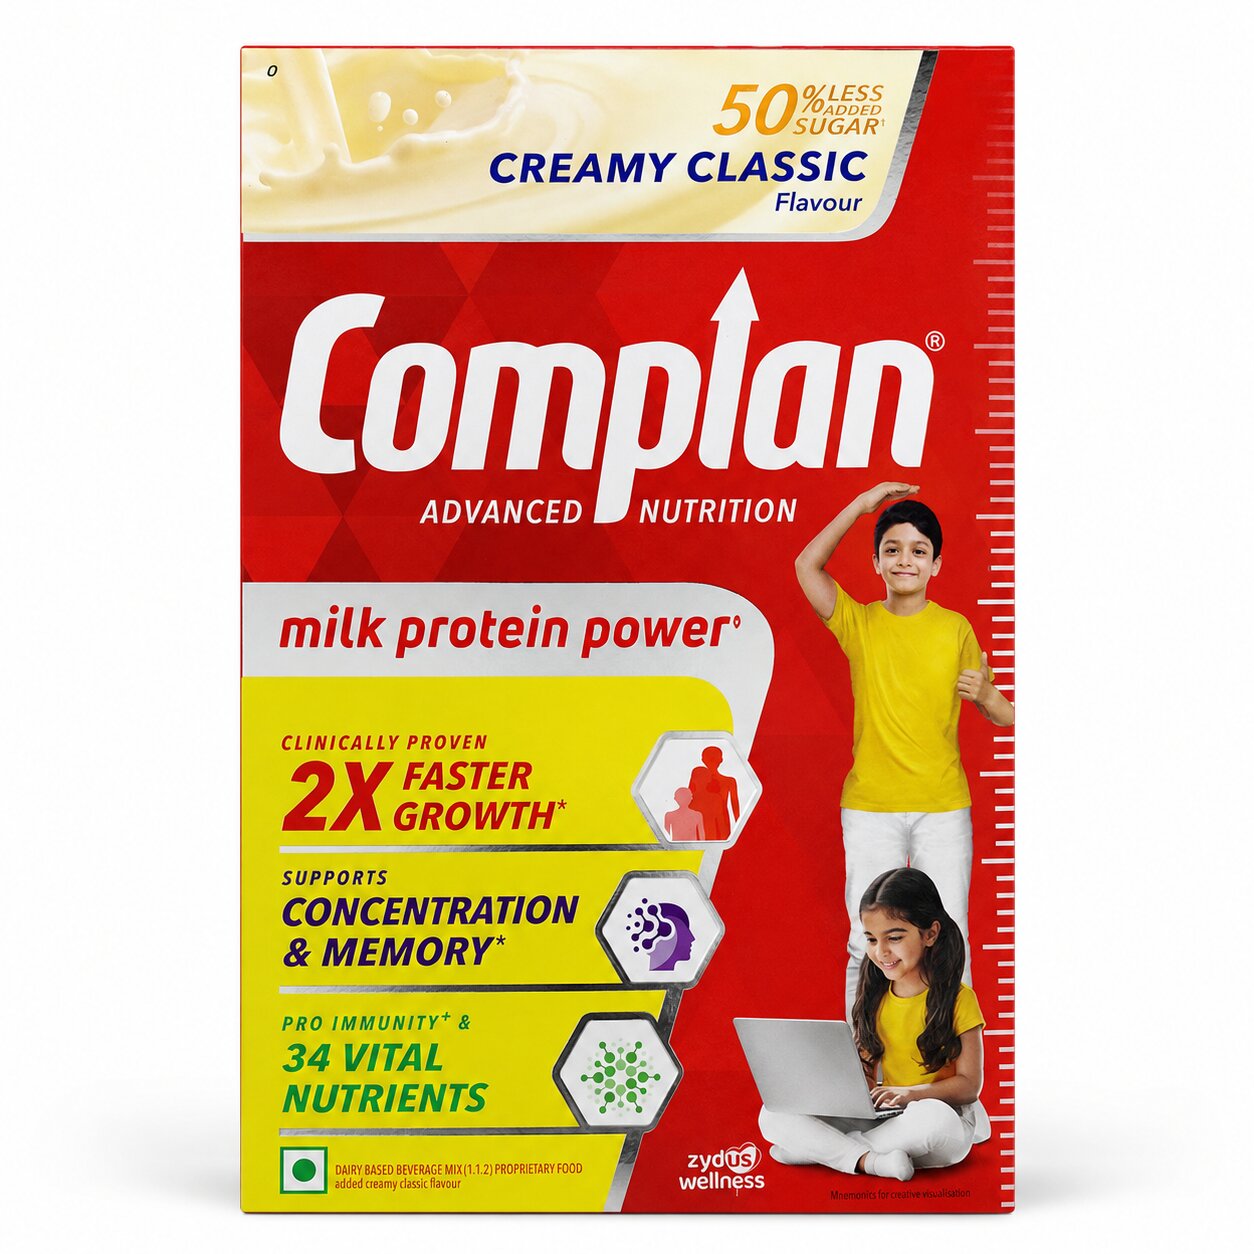 O
50% LESS
ADDED
SUGAR†
CREAMY CLASSIC
Flavour
Complan®
ADVANCED NUTRITION
milk protein power◊
CLINICALLY PROVEN
2X FASTER
GROWTH*
SUPPORTS
CONCENTRATION
& MEMORY*
PRO IMMUNITY+ &
34 VITAL
NUTRIENTS
DAIRY BASED BEVERAGE MIX (1.1.2) PROPRIETARY FOOD
added creamy classic flavour
zydus
wellness
Mnemonits for creative visualisation